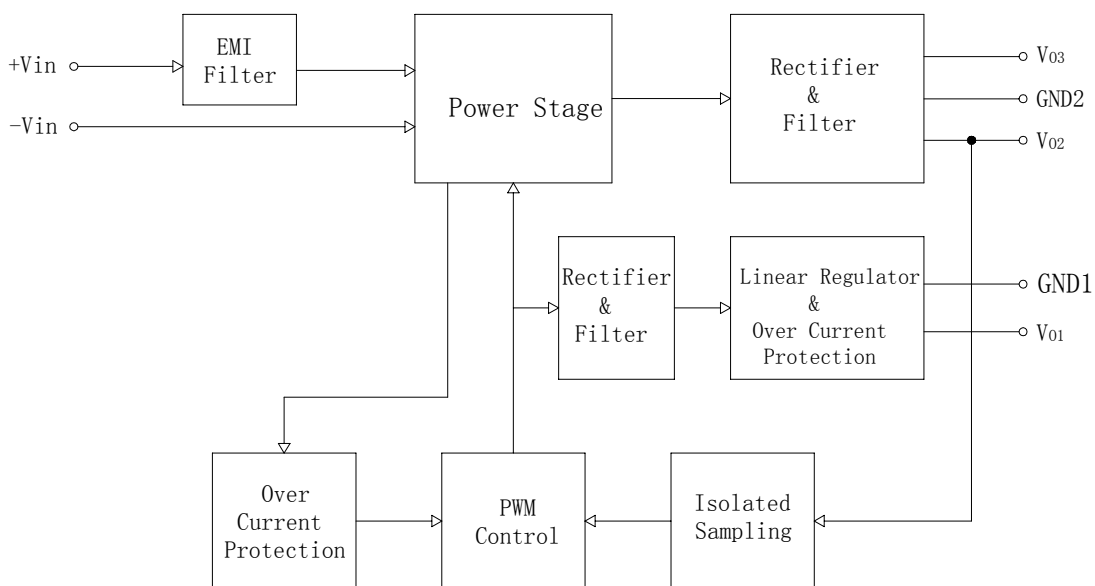 +Vin
EMI
Filter
-Vin
Power Stage
Rectifier
&
Filter
V03
GND2
V02
Rectifier
&
Filter
Linear Regulator
&
Over Current
Protection
GND1
V01
Over
Current
Protection
PWM
Control
Isolated
Sampling